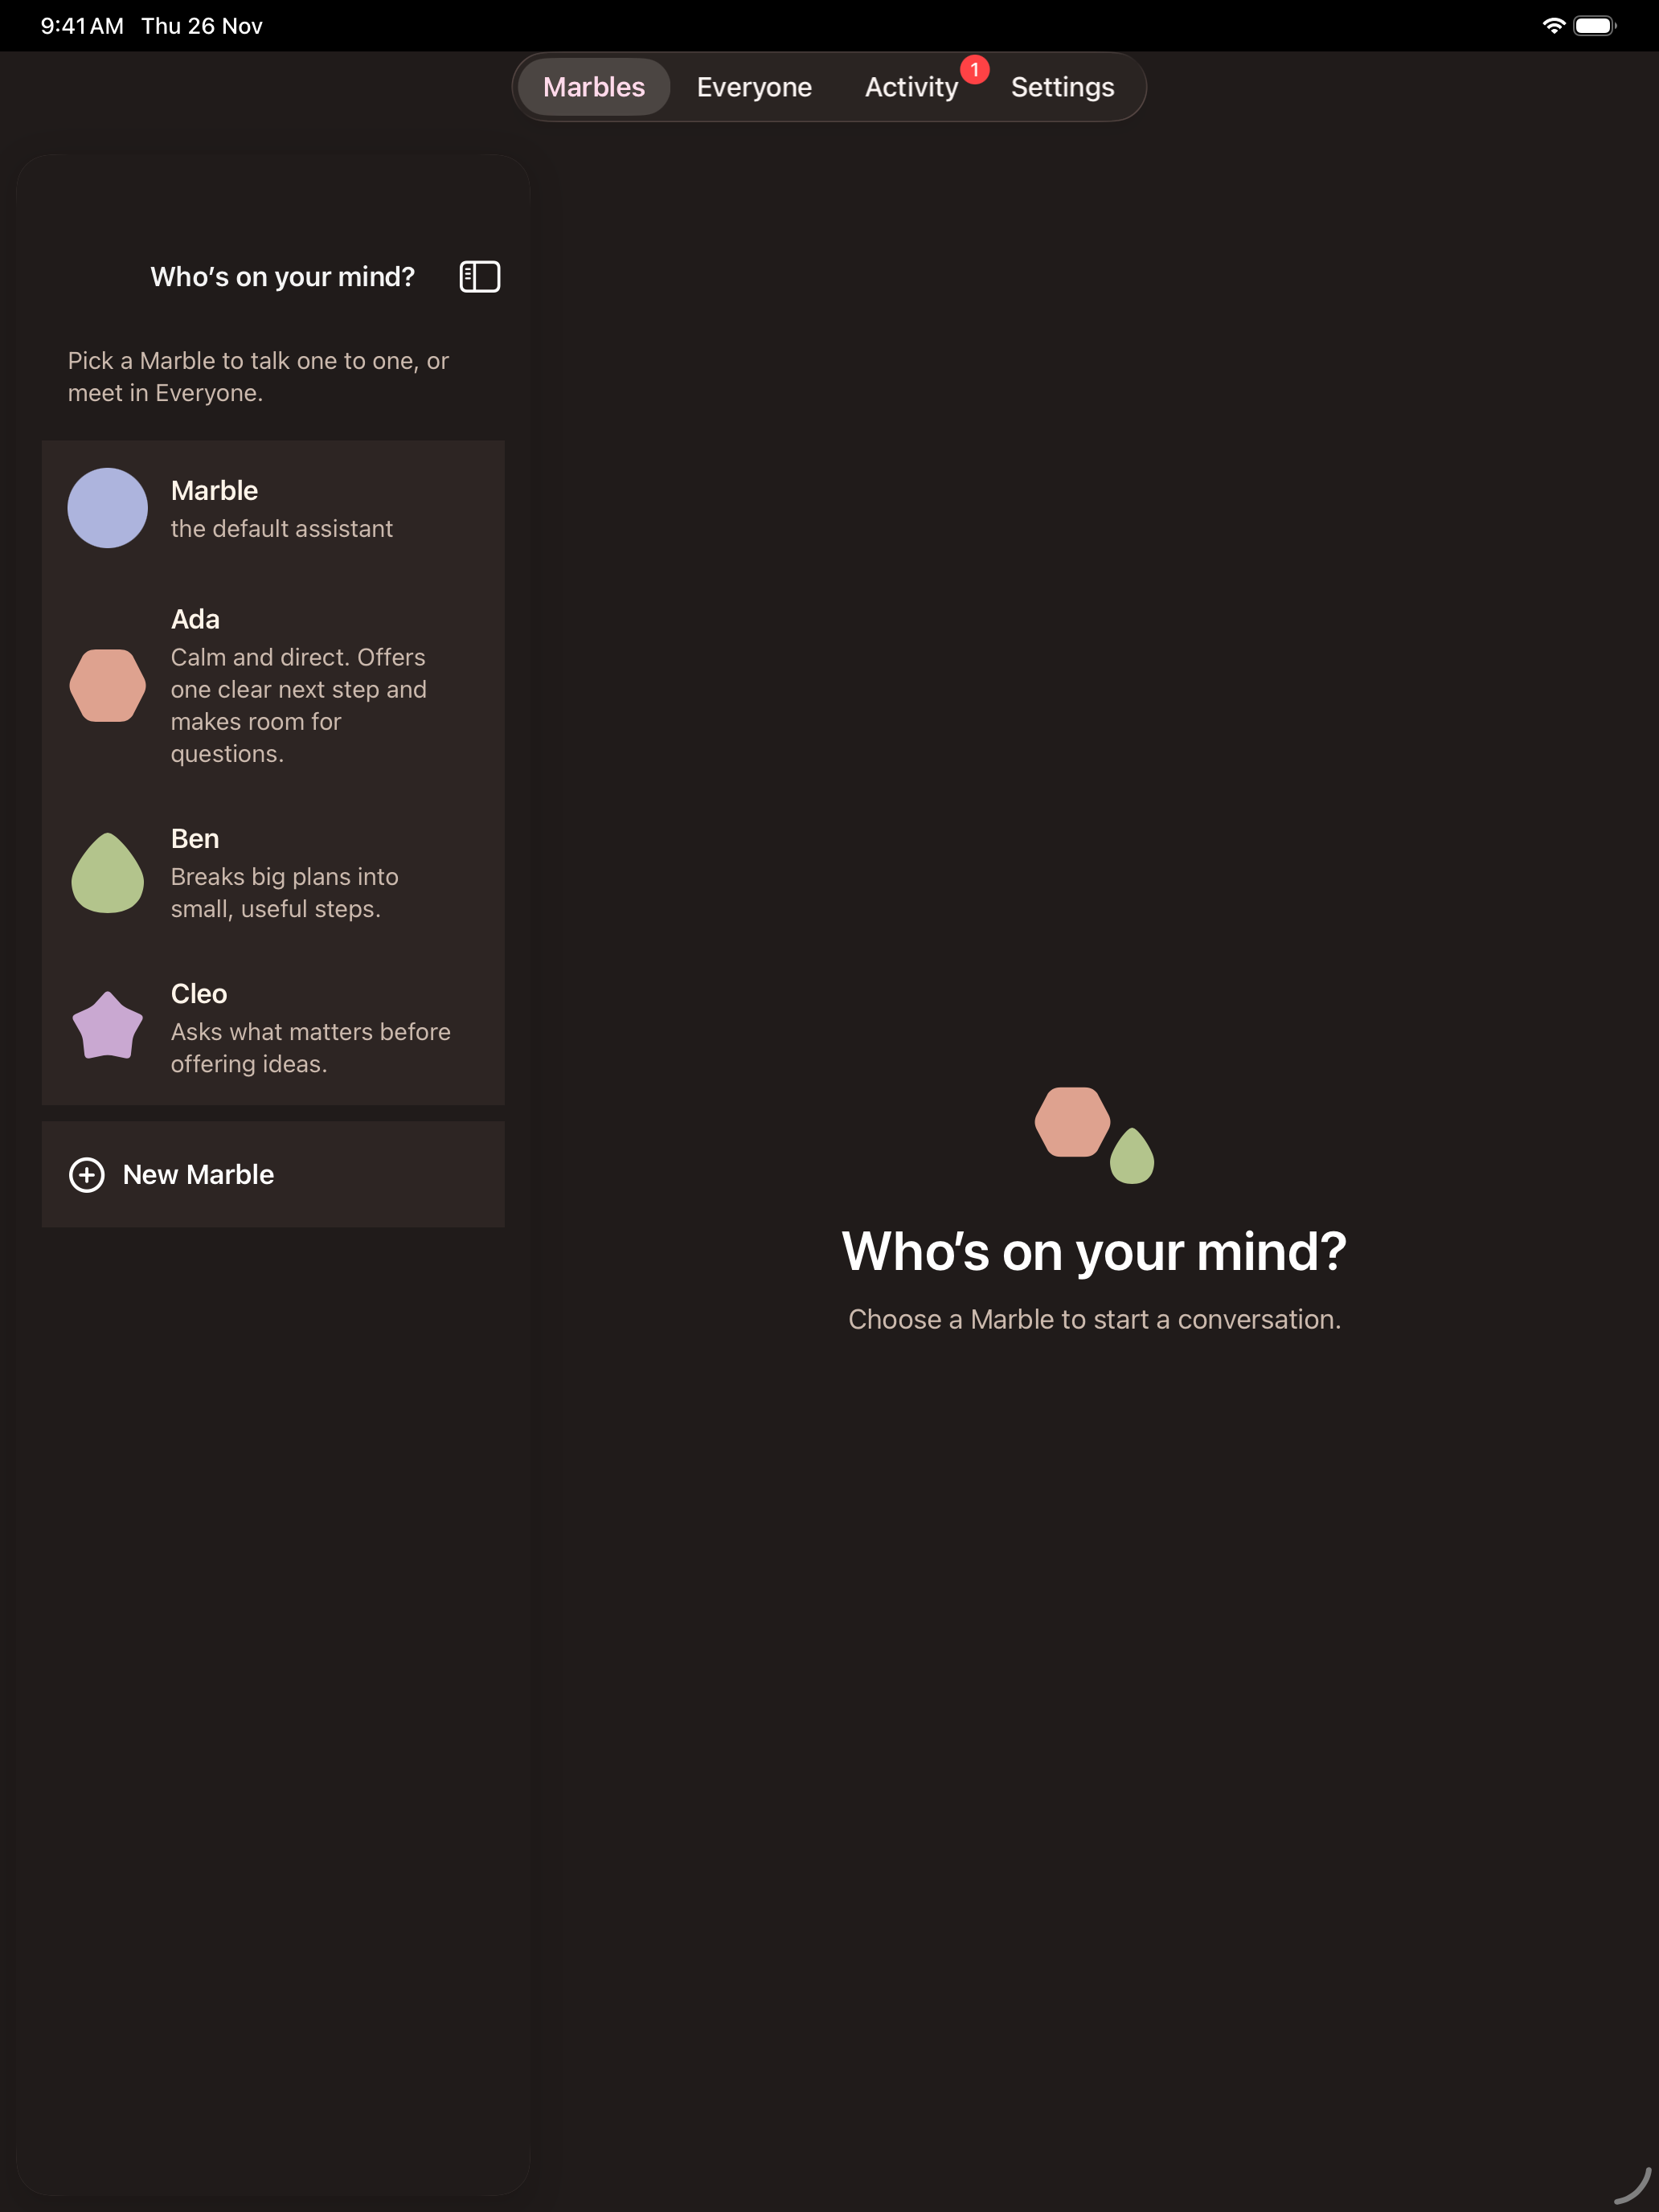 9:41 AM Thu 26 Nov
Marbles Everyone Activity 1 Settings
Who's on your mind?
Pick a Marble to talk one to one, or
meet in Everyone.
Marble
the default assistant
Ada
Calm and direct. Offers
one clear next step and
makes room for
questions.
Ben
Breaks big plans into
small, useful steps.
Cleo
Asks what matters before
offering ideas.
New Marble
Who's on your mind?
Choose a Marble to start a conversation.